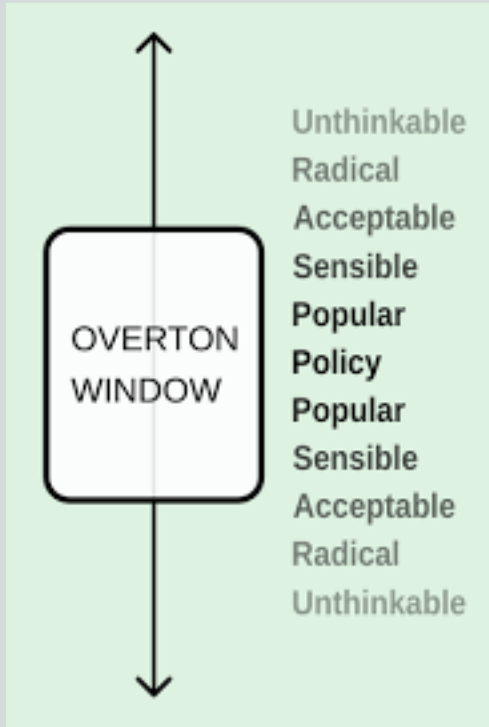 OVERTON
WINDOW
Unthinkable
Radical
Acceptable
Sensible
Popular
Policy
Popular
Sensible
Acceptable
Radical
Unthinkable